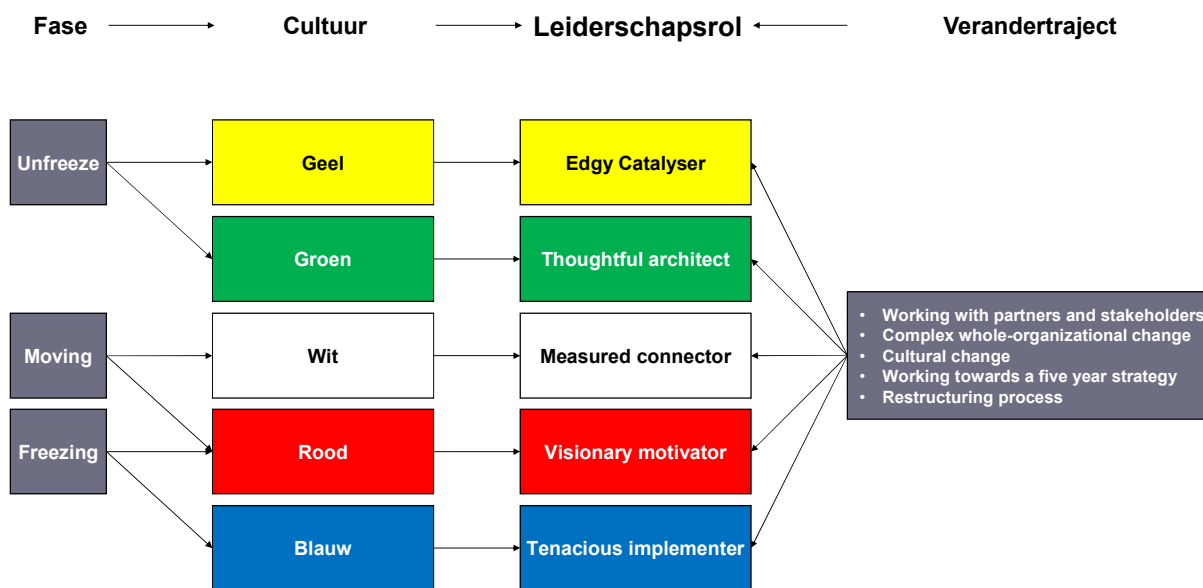 Fase
Cultuur
Leiderschapsrol
Verandertraject
Unfreeze
Geel
Edgy Catalyser
Groen
Thoughtful architect
Moving
Wit
Measured connector
Freezing
Rood
Visionary motivator
Blauw
Tenacious implementer
• Working with partners and stakeholders
• Complex whole-organizational change
• Cultural change
• Working towards a five year strategy
• Restructuring process